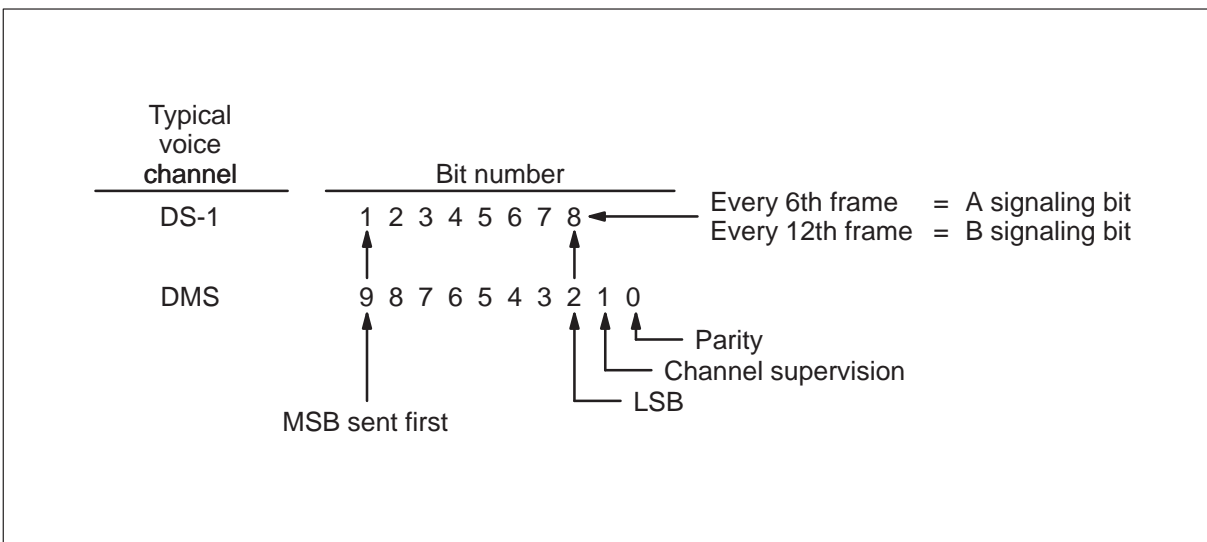 Typical
voice
channel
Bit number
DS-1
1 2 3 4 5 6 7 8
Every 6th frame = A signaling bit
Every 12th frame = B signaling bit
DMS
9 8 7 6 5 4 3 2 1 0
Parity
Channel supervision
LSB
MSB sent first